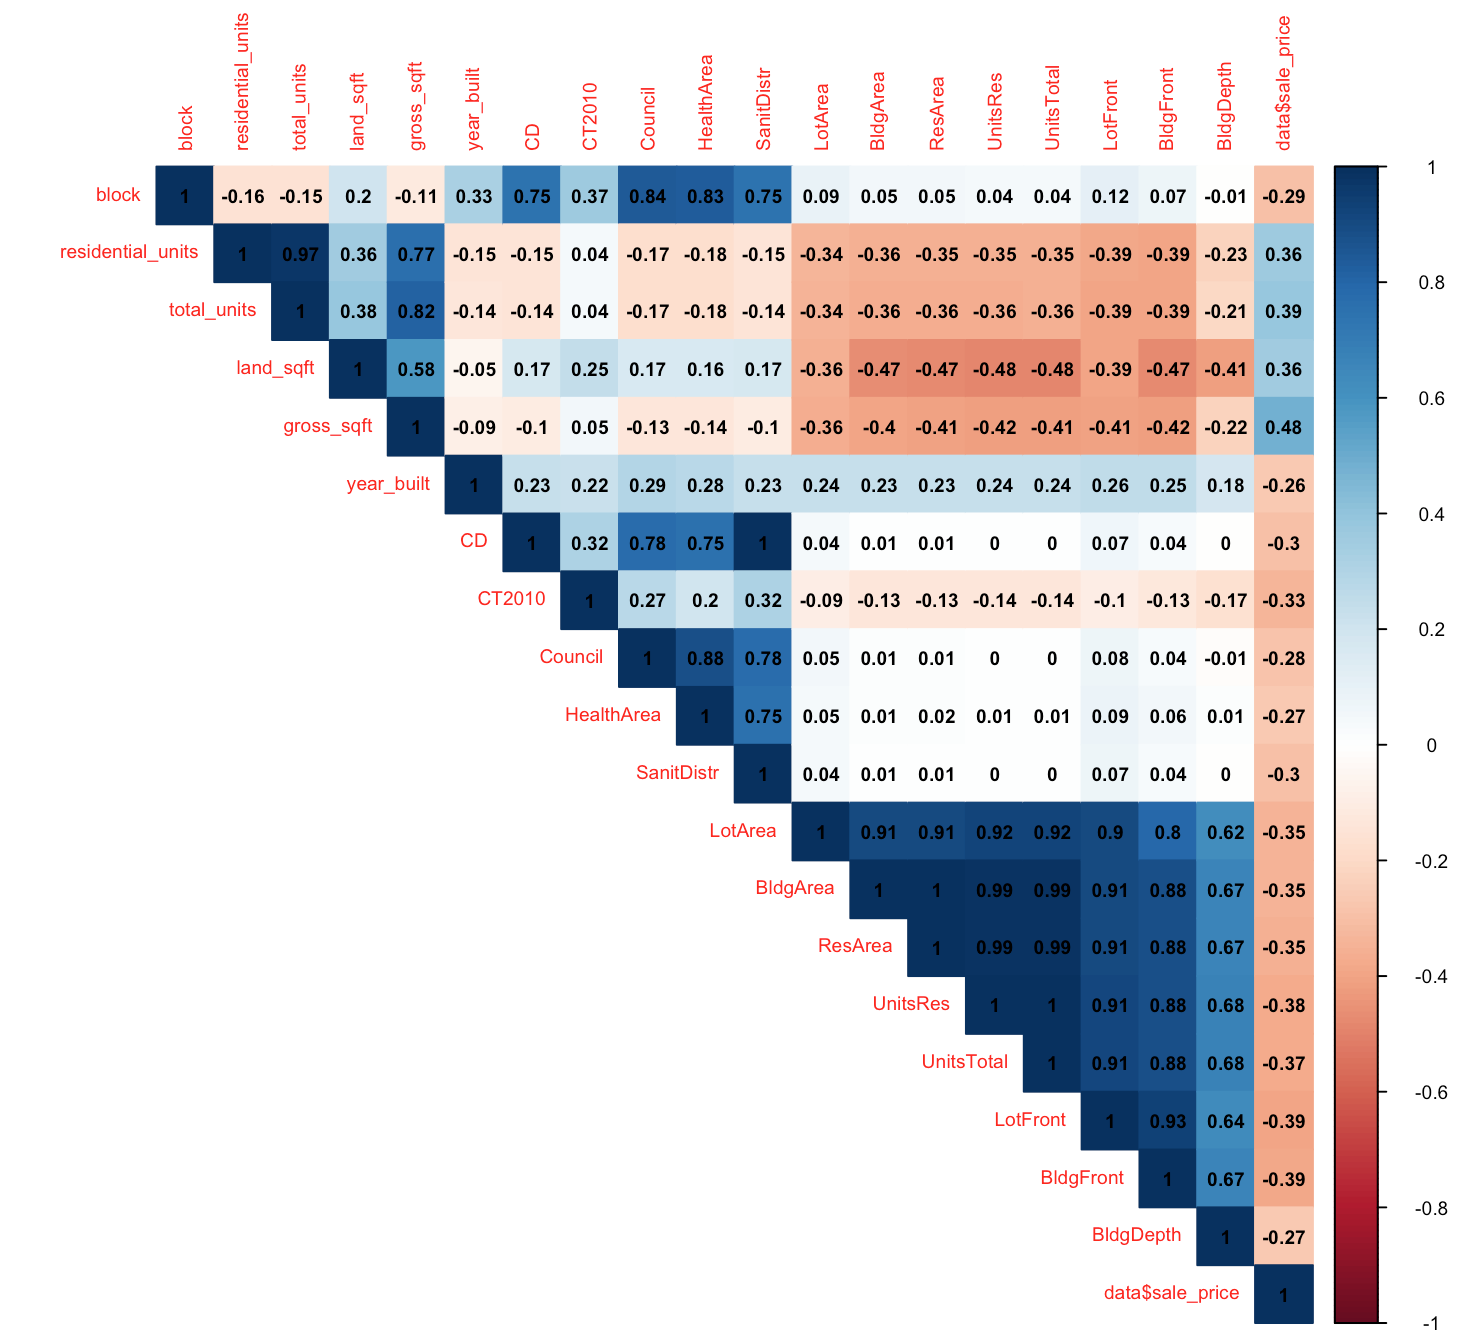 block residential_units total_units land_sqft gross_sqft year_built CD CT2010 Council HealthArea SanitDistr LotArea BldgArea ResArea UnitsRes UnitsTotal LotFront BldgFront BldgDepth data$sale_price
block 1 -0.16 -0.15 0.2 -0.11 0.33 0.75 0.37 0.84 0.83 0.75 0.09 0.05 0.05 0.04 0.04 0.12 0.07 -0.01 -0.29 1
residential_units 1 0.97 0.36 0.77 -0.15 -0.15 0.04 -0.17 -0.18 -0.15 -0.34 -0.36 -0.35 -0.35 -0.35 -0.39 -0.39 -0.23 0.36
0.8
total_units 1 0.38 0.82 -0.14 -0.14 0.04 -0.17 -0.18 -0.14 -0.34 -0.36 -0.36 -0.36 -0.36 -0.39 -0.39 -0.21 0.39
land_sqft 1 0.58 -0.05 0.17 0.25 0.17 0.16 0.17 -0.36 -0.47 -0.47 -0.48 -0.48 -0.39 -0.47 -0.41 0.36
0.6
gross_sqft 1 -0.09 -0.1 0.05 -0.13 -0.14 -0.1 -0.36 -0.4 -0.41 -0.42 -0.41 -0.41 -0.42 -0.22 0.48
year_built 1 0.23 0.22 0.29 0.28 0.23 0.24 0.23 0.23 0.24 0.24 0.26 0.25 0.18 -0.26
0.4
CD 1 0.32 0.78 0.75 1 0.04 0.01 0.01 0 0 0.07 0.04 0 -0.3
CT2010 1 0.27 0.2 0.32 -0.09 -0.13 -0.13 -0.14 -0.14 -0.1 -0.13 -0.17 -0.33
0.2
Council 1 0.88 0.78 0.05 0.01 0.01 0 0 0.08 0.04 -0.01 -0.28
HealthArea 1 0.75 0.05 0.01 0.02 0.01 0.01 0.09 0.06 0.01 -0.27
0
SanitDistr 1 0.04 0.01 0.01 0 0 0.07 0.04 0 -0.3
LotArea 1 0.91 0.91 0.92 0.92 0.9 0.8 0.62 -0.35
-0.2
BldgArea 1 1 0.99 0.99 0.91 0.88 0.67 -0.35
ResArea 1 0.99 0.99 0.91 0.88 0.67 -0.35
-0.4
UnitsRes 1 1 0.91 0.88 0.68 -0.38
UnitsTotal 1 0.91 0.88 0.68 -0.37
-0.6
LotFront 1 0.93 0.64 -0.39
BldgFront 1 0.67 -0.39
-0.8
BldgDepth 1 -0.27
data$sale_price 1
-1